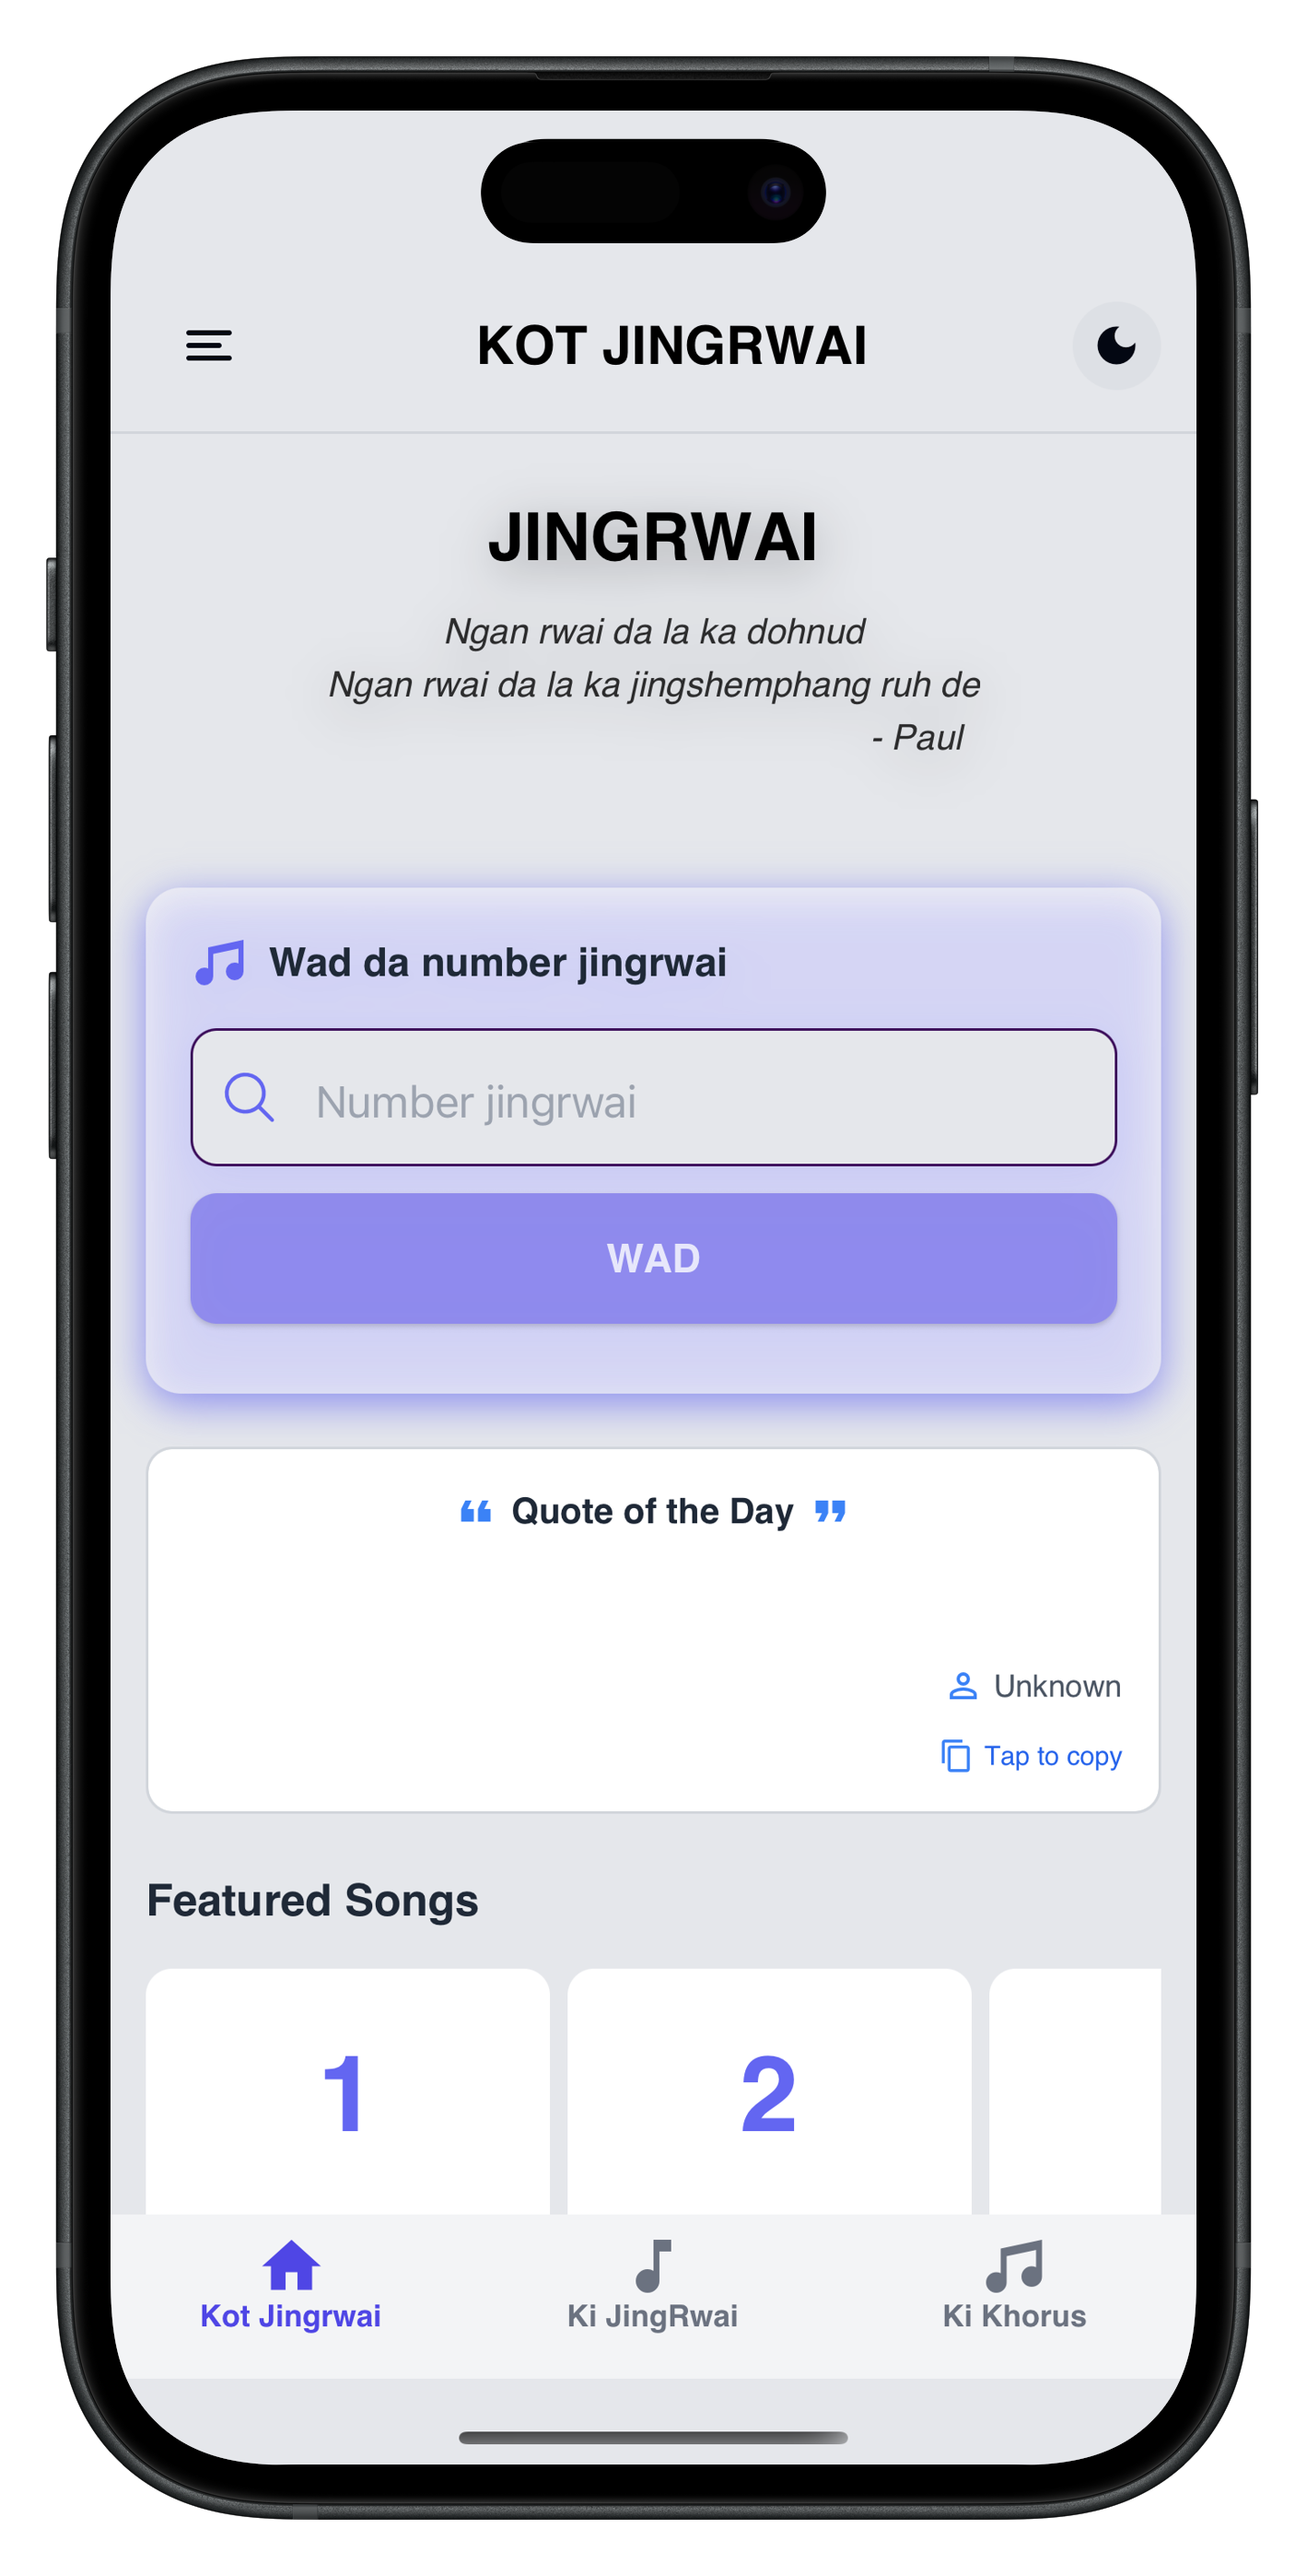 KOT JINGRWAI
JINGRWAI
Ngan rwai da la ka dohnud
Ngan rwai da la ka jingshemphang ruh de
- Paul
Wad da number jingrwai
Number jingrwai
WAD
❝ Quote of the Day ❞
Unknown
Tap to copy
Featured Songs
1 2
Kot Jingrwai Ki JingRwai Ki Khorus